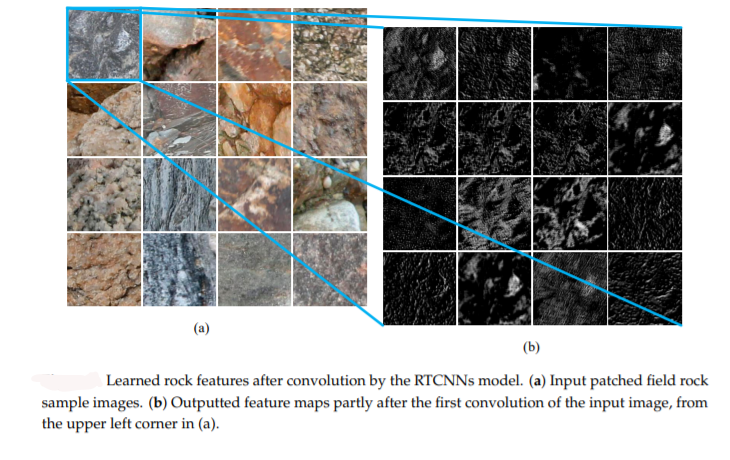 (a)
(b)
Learned rock features after convolution by the RTCNNs model. (a) Input patched field rock
sample images. (b) Outputted feature maps partly after the first convolution of the input image, from
the upper left corner in (a).